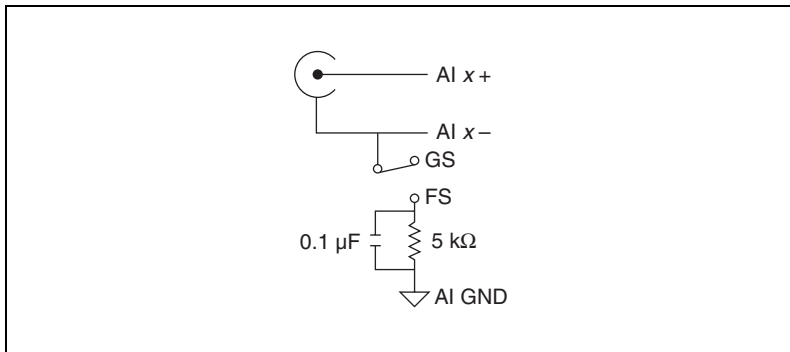 AI x+
AI x–
GS
FS
0.1 µF
5 kΩ
AI GND